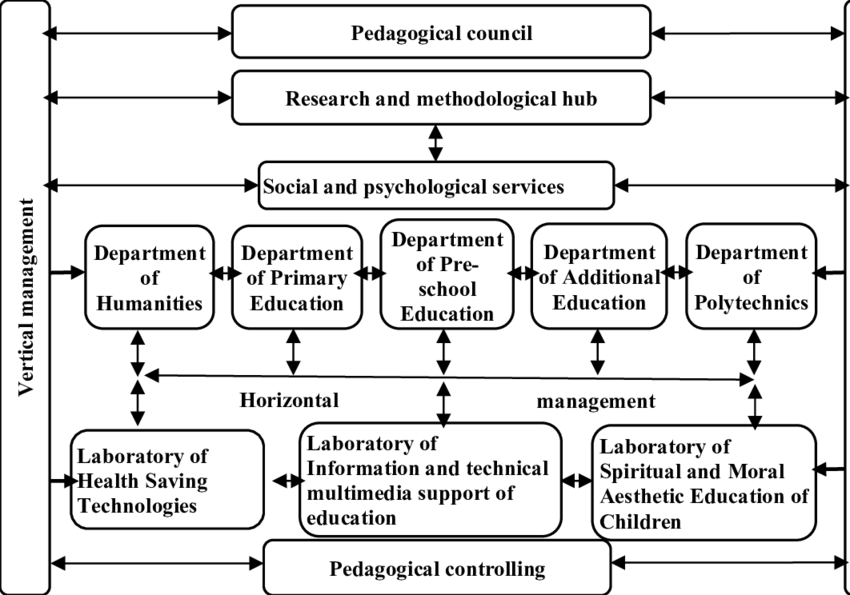 Pedagogical council
Research and methodological hub
Social and psychological services
Vertical management
Department
of
Humanities
Department
of Primary
Education
Department
of Pre-
school
Education
Department
of Additional
Education
Department
of
Polytechnics
Horizontal management
Laboratory of
Health Saving
Technologies
Laboratory of
Information and technical
multimedia support of
education
Laboratory of
Spiritual and Moral
Aesthetic Education of
Children
Pedagogical controlling